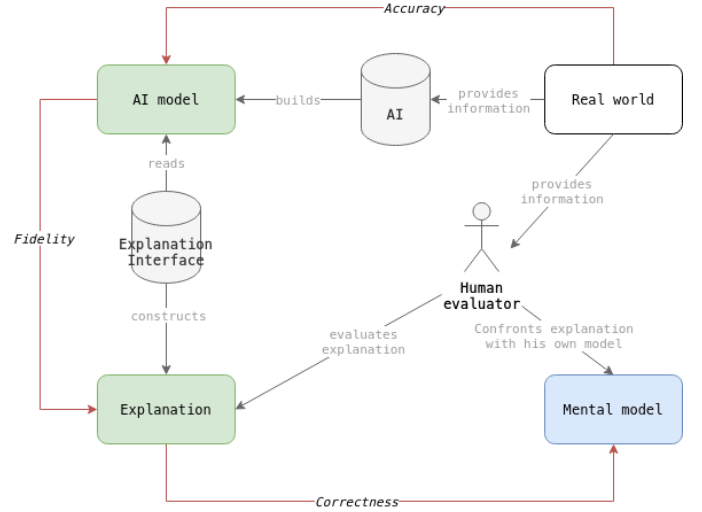 Accuracy
AI model
builds
AI
provides
information
Real world
reads
provides
information
Fidelity
Explanation
Interface
Human
evaluator
constructs
evaluates
explanation
Confronts explanation
with his own model
Explanation
Mental model
Correctness